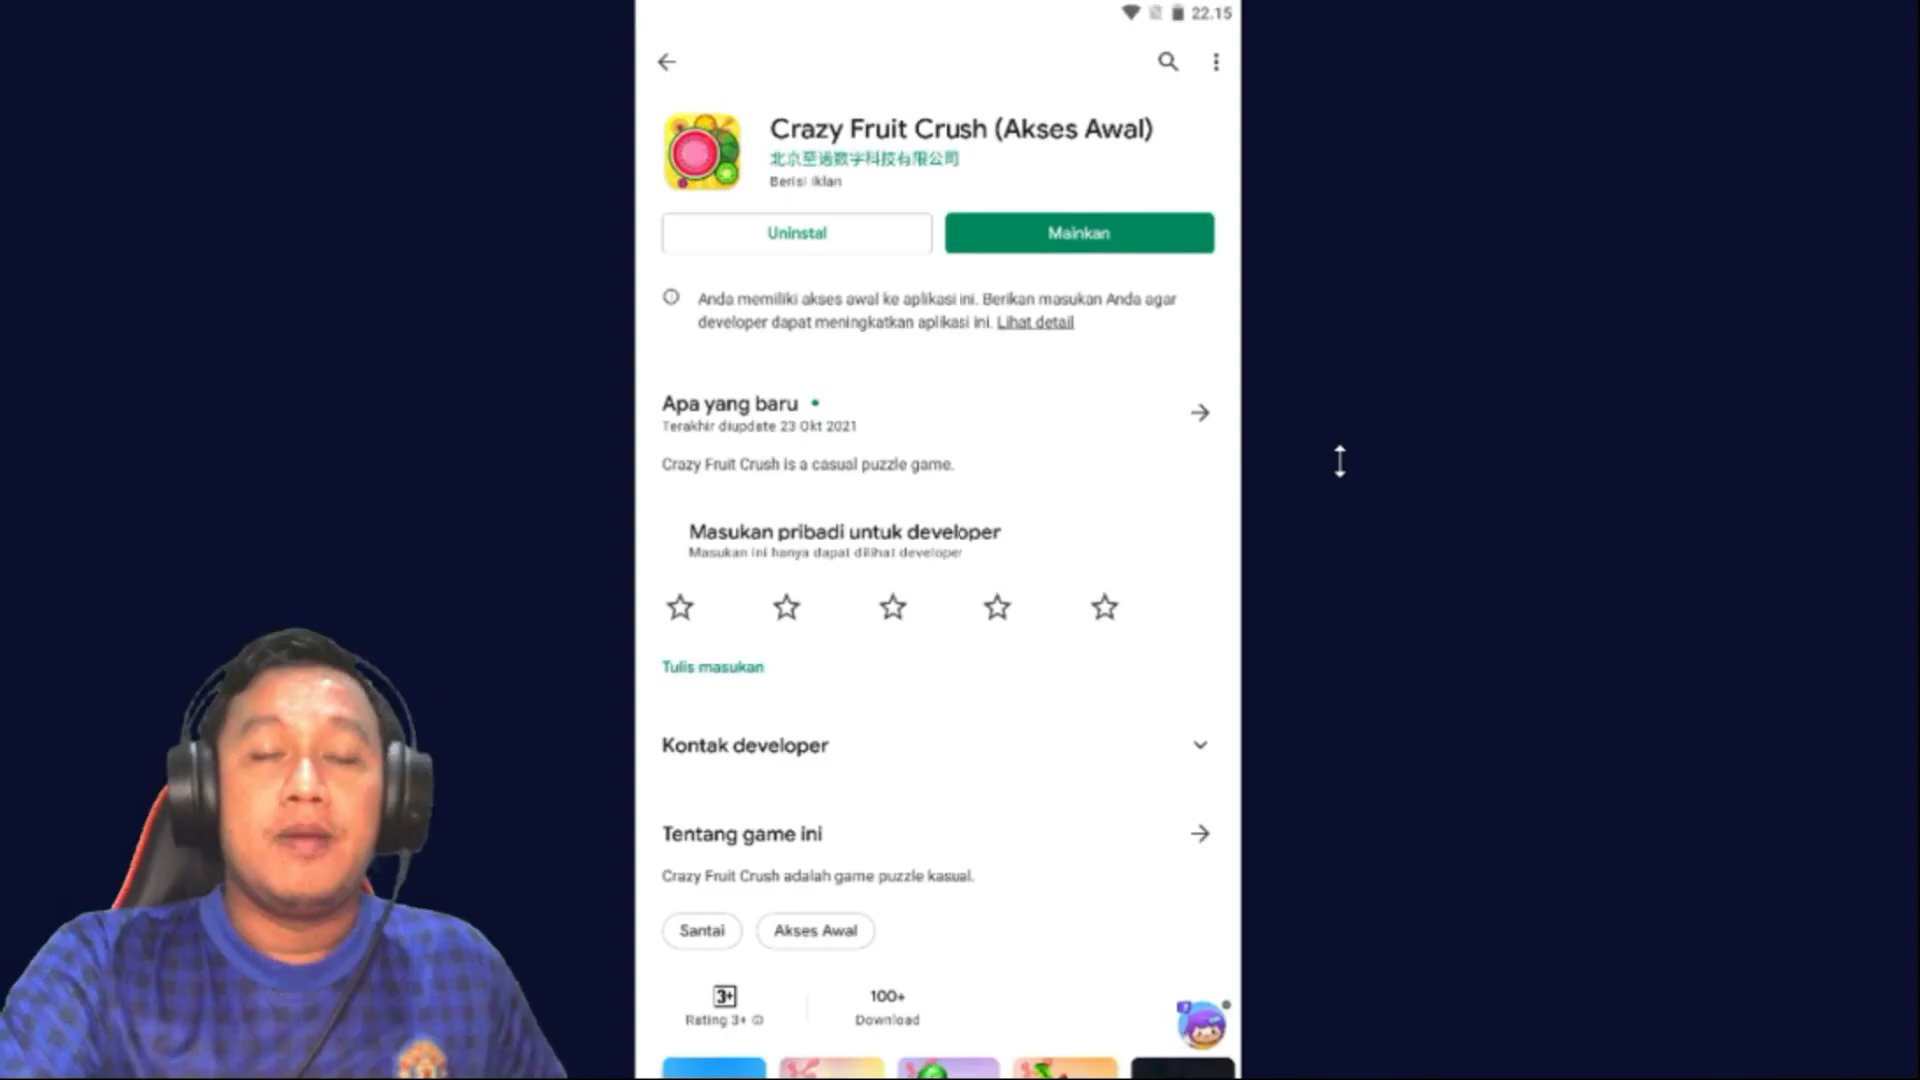 22.15
Crazy Fruit Crush (Akses Awal)
北京至逍数字科技有限公司
Berisi iklan
Uninstal
Mainkan
Anda memiliki akses awal ke aplikasi ini. Berikan masukan Anda agar
developer dapat meningkatkan aplikasi ini. Lihat detail
Apa yang baru
Terakhir diupdate 23 Okt 2021
Crazy Fruit Crush is a casual puzzle game.
Masukan pribadi untuk developer
Masukan ini hanya dapat dilihat developer
Tulis masukan
Kontak developer
Tentang game ini
Crazy Fruit Crush adalah game puzzle kasual.
Santai
Akses Awal
3+
Rating 3+
100+
Download